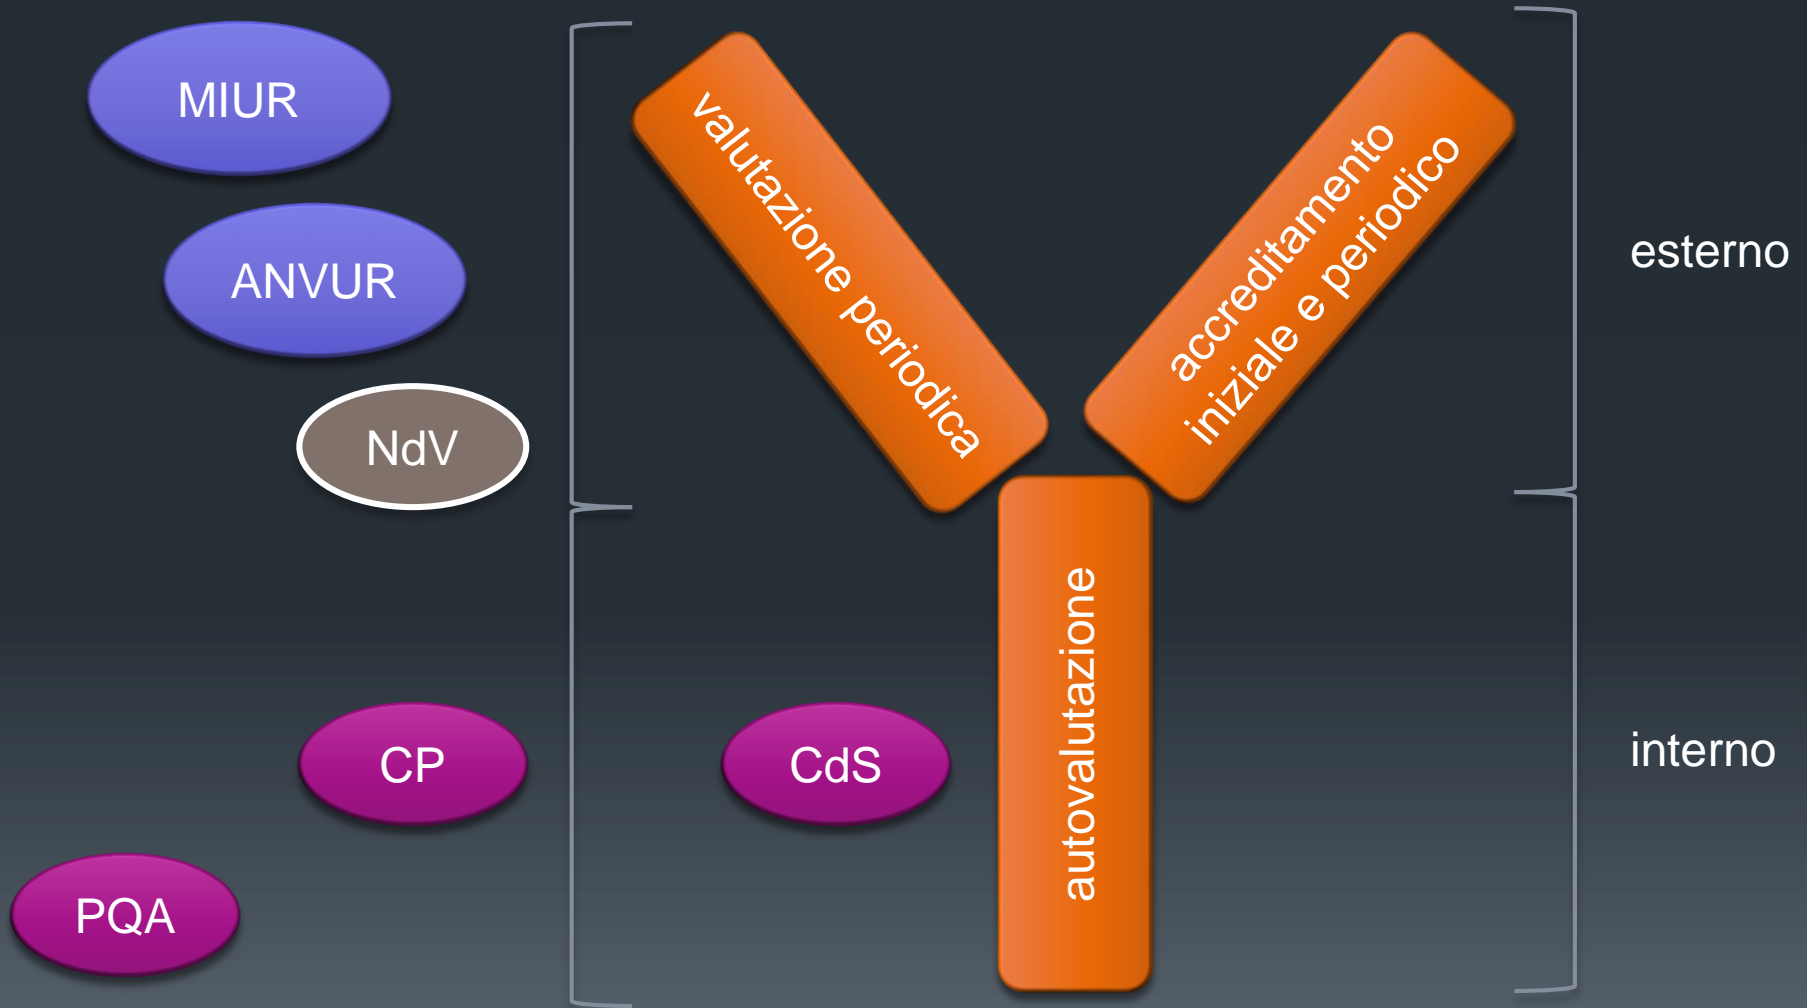 MIUR
ANVUR
NdV
valutazione periodica
accreditamento
iniziale e periodico
esterno
CP
CdS
autovalutazione
interno
PQA